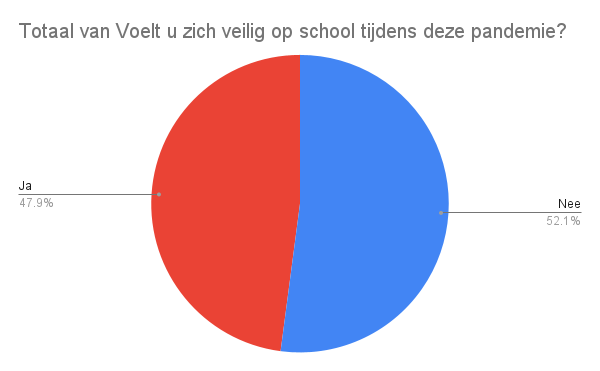 Totaal van Voelt u zich veilig op school tijdens deze pandemie?
Ja
47.9%
Nee
52.1%